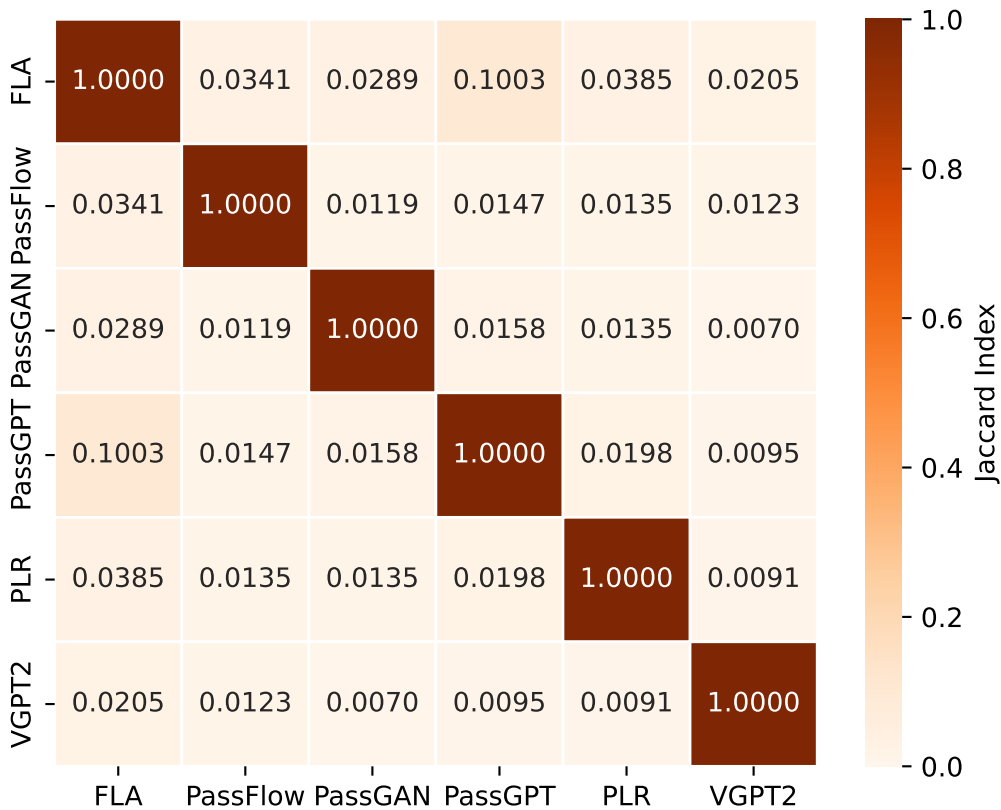 FLA 1.0000 0.0341 0.0289 0.1003 0.0385 0.0205
PassFlow 0.0341 1.0000 0.0119 0.0147 0.0135 0.0123
PassGAN 0.0289 0.0119 1.0000 0.0158 0.0135 0.0070
PassGPT 0.1003 0.0147 0.0158 1.0000 0.0198 0.0095
PLR 0.0385 0.0135 0.0135 0.0198 1.0000 0.0091
VGPT2 0.0205 0.0123 0.0070 0.0095 0.0091 1.0000
FLA PassFlow PassGAN PassGPT PLR VGPT2
1.0
0.8
0.6
0.4
0.2
0.0
Jaccard Index